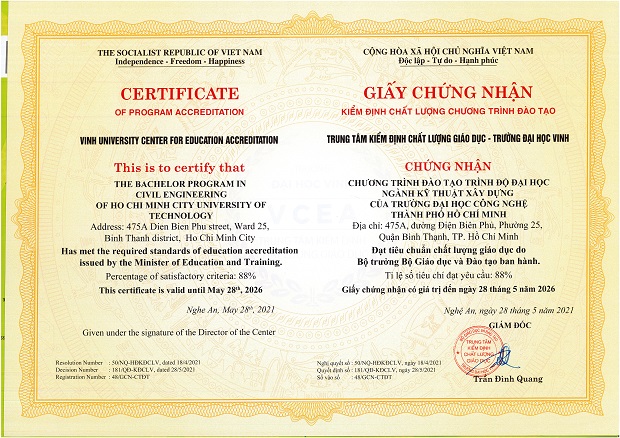 THE SOCIALIST REPUBLIC OF VIET NAM
Independence - Freedom - Happiness
CERTIFICATE
OF PROGRAM ACCREDITATION
VINH UNIVERSITY CENTER FOR EDUCATION ACCREDITATION
This is to certify that
THE BACHELOR PROGRAM IN
CIVIL ENGINEERING
OF HO CHI MINH CITY UNIVERSITY OF
TECHNOLOGY
Address: 475A Dien Bien Phu street, Ward 25,
Binh Thanh district, Ho Chi Minh City
Has met the required standards of education accreditation
issued by the Minister of Education and Training.
Percentage of satisfactory criteria: 88%
This certificate is valid until May 28th, 2026
Nghe An, May 28th, 2021
Given under the signature of the Director of the Center
Resolution Number : 50/NQ-HĐKĐCLV, dated 18/4/2021
Decision Number : 181/QĐ-KĐCLV, dated 28/5/2021
Registration Number : 48/GCN-CTĐT
CỘNG HÒA XÃ HỘI CHỦ NGHĨA VIỆT NAM
Độc lập - Tự do - Hạnh phúc
GIẤY CHỨNG NHẬN
KIỂM ĐỊNH CHẤT LƯỢNG CHƯƠNG TRÌNH ĐÀO TẠO
TRUNG TÂM KIỂM ĐỊNH CHẤT LƯỢNG GIÁO DỤC - TRƯỜNG ĐẠI HỌC VINH
CHỨNG NHẬN
CHƯƠNG TRÌNH ĐÀO TẠO TRÌNH ĐỘ ĐẠI HỌC
NGÀNH KỸ THUẬT XÂY DỰNG
CỦA TRƯỜNG ĐẠI HỌC CÔNG NGHỆ
THÀNH PHỐ HỒ CHÍ MINH
Địa chỉ: 475A, đường Điện Biên Phủ, Phường 25,
Quận Bình Thạnh, TP. Hồ Chí Minh
Đạt tiêu chuẩn chất lượng giáo dục do
Bộ trưởng Bộ Giáo dục và Đào tạo ban hành.
Tỉ lệ số tiêu chí đạt yêu cầu: 88%
Giấy chứng nhận có giá trị đến ngày 28 tháng 5 năm 2026
Nghệ An, ngày 28 tháng 5 năm 2021
GIÁM ĐỐC
TRUNG TÂM
KIỂM ĐỊNH
CHẤT LƯỢNG
GIÁO DỤC
Trần Đình Quang
Nghị quyết số : 50/NQ-HĐKĐCLV, ngày 18/4/2021
Quyết định số : 181/QĐ-KĐCLV, ngày 28/5/2021
Số vào sổ : 48/GCN-CTĐT
VCEA